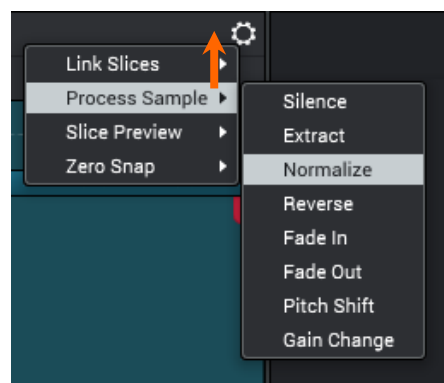 Link Slices
Process Sample
Slice Preview
Zero Snap
Silence
Extract
Normalize
Reverse
Fade In
Fade Out
Pitch Shift
Gain Change